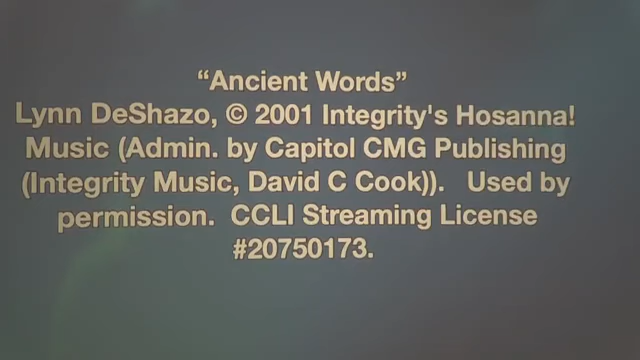 “Ancient Words”
Lynn DeShazo, © 2001 Integrity's Hosanna!
Music (Admin. by Capitol CMG Publishing
(Integrity Music, David C Cook)).   Used by
permission.  CCLI Streaming License
#20750173.